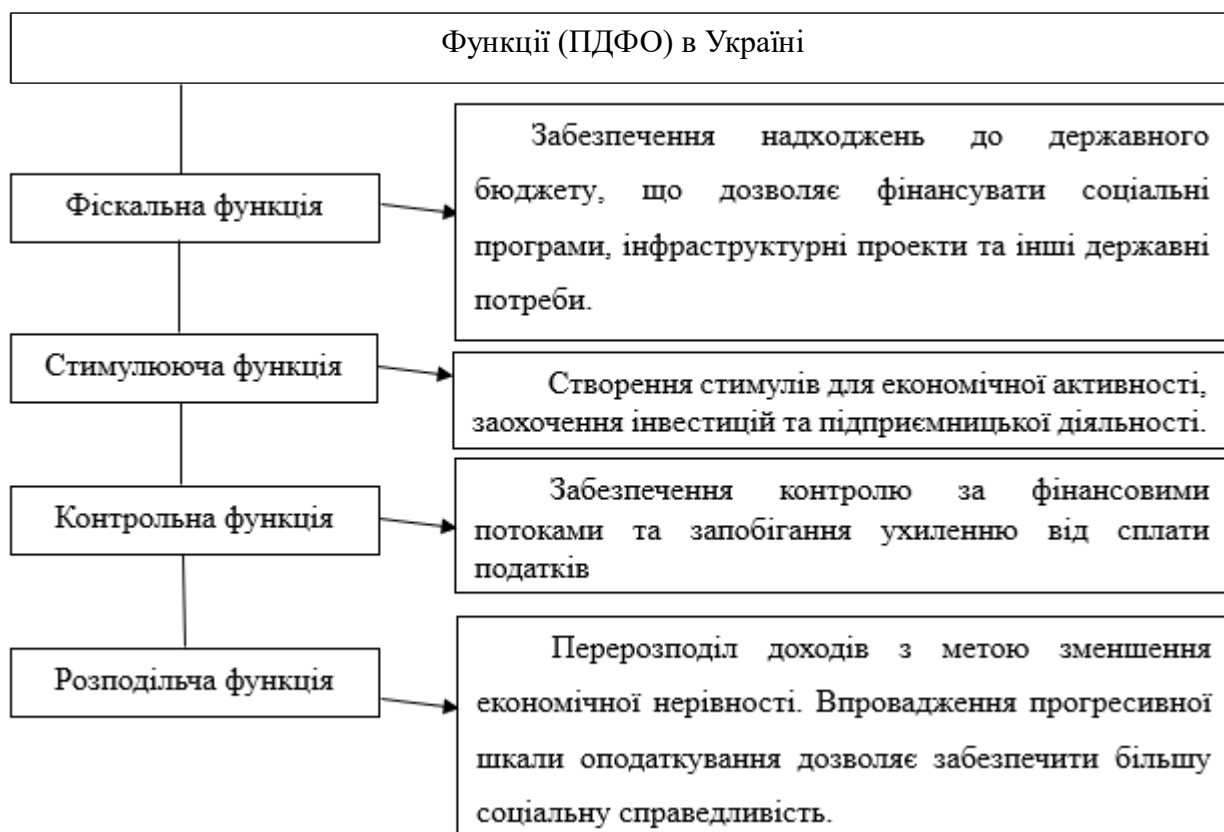 Функції (ПДФО) в Україні
Фіскальна функція
Забезпечення надходжень до державного
бюджету, що дозволяє фінансувати соціальні
програми, інфраструктурні проекти та інші державні
потреби.
Стимулююча функція
Створення стимулів для економічної активності,
заохочення інвестицій та підприємницької діяльності.
Контрольна функція
Забезпечення контролю за фінансовими
потоками та запобігання ухиленню від сплати
податків
Розподільча функція
Перерозподіл доходів з метою зменшення
економічної нерівності. Впровадження прогресивної
шкали оподаткування дозволяє забезпечити більшу
соціальну справедливість.